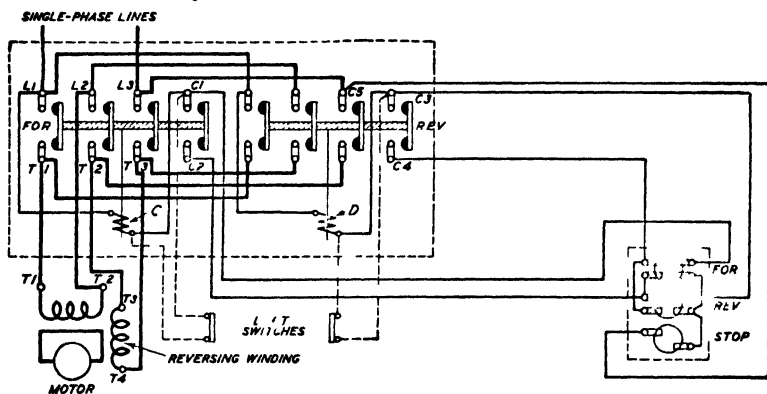 SINGLE-PHASE LINES
L1 L2 L3 C1 C5 C3
FOR REV
T1 T2 T3 C2 C4
C D
T1 T2 T3 FOR
REV
SWITCHES
STOP
REVERSING WINDING
T4
MOTOR